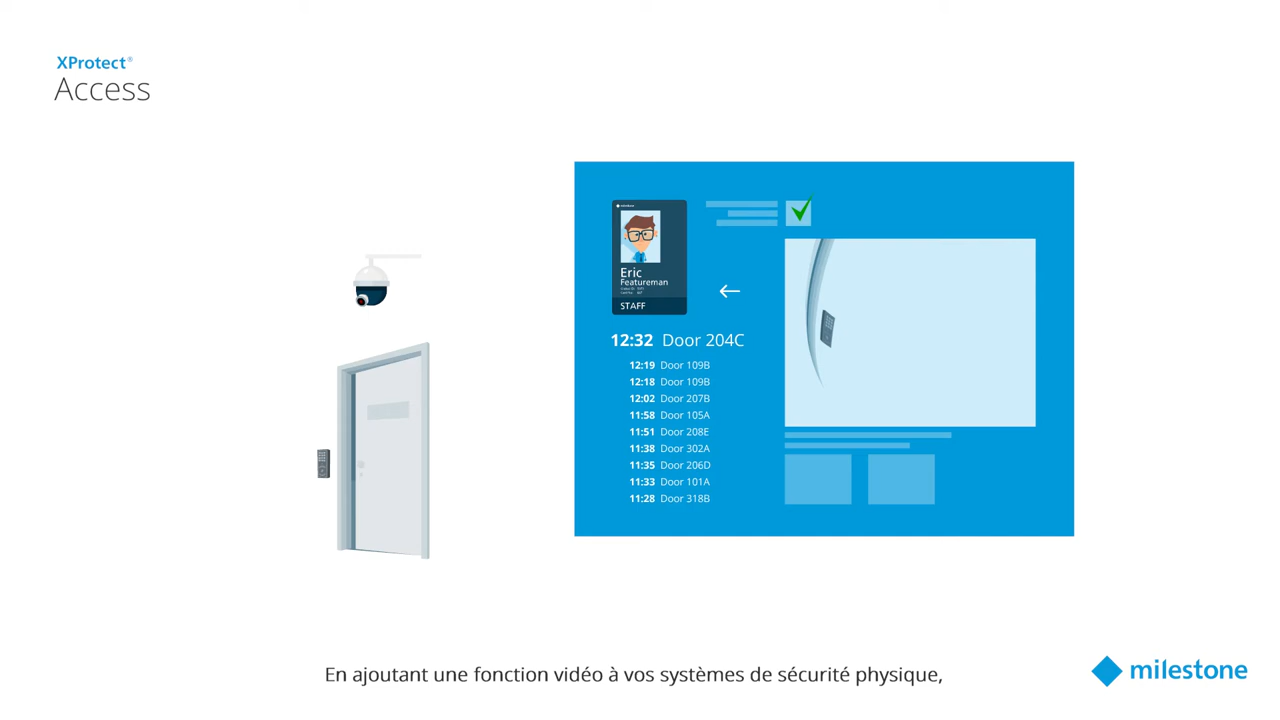 XProtect®
Access
milestone
Eric
Featureman
STAFF
12:32 Door 204C
12:19 Door 109B
12:18 Door 109B
12:02 Door 207B
11:58 Door 105A
11:51 Door 208E
11:38 Door 302A
11:35 Door 206D
11:33 Door 101A
11:28 Door 318B
En ajoutant une fonction vidéo à vos systèmes de sécurité physique,
milestone